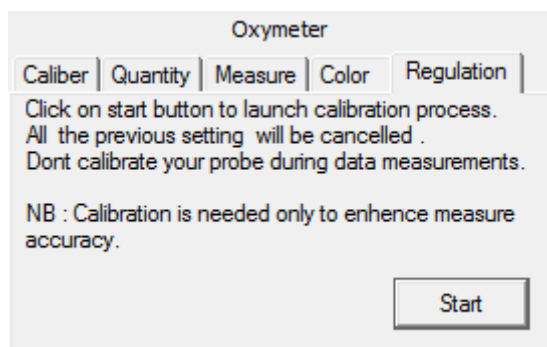 Oxymeter
Caliber Quantity Measure Color Regulation
Click on start button to launch calibration process.
All the previous setting will be cancelled .
Dont calibrate your probe during data measurements.
NB : Calibration is needed only to enhence measure
accuracy.
Start